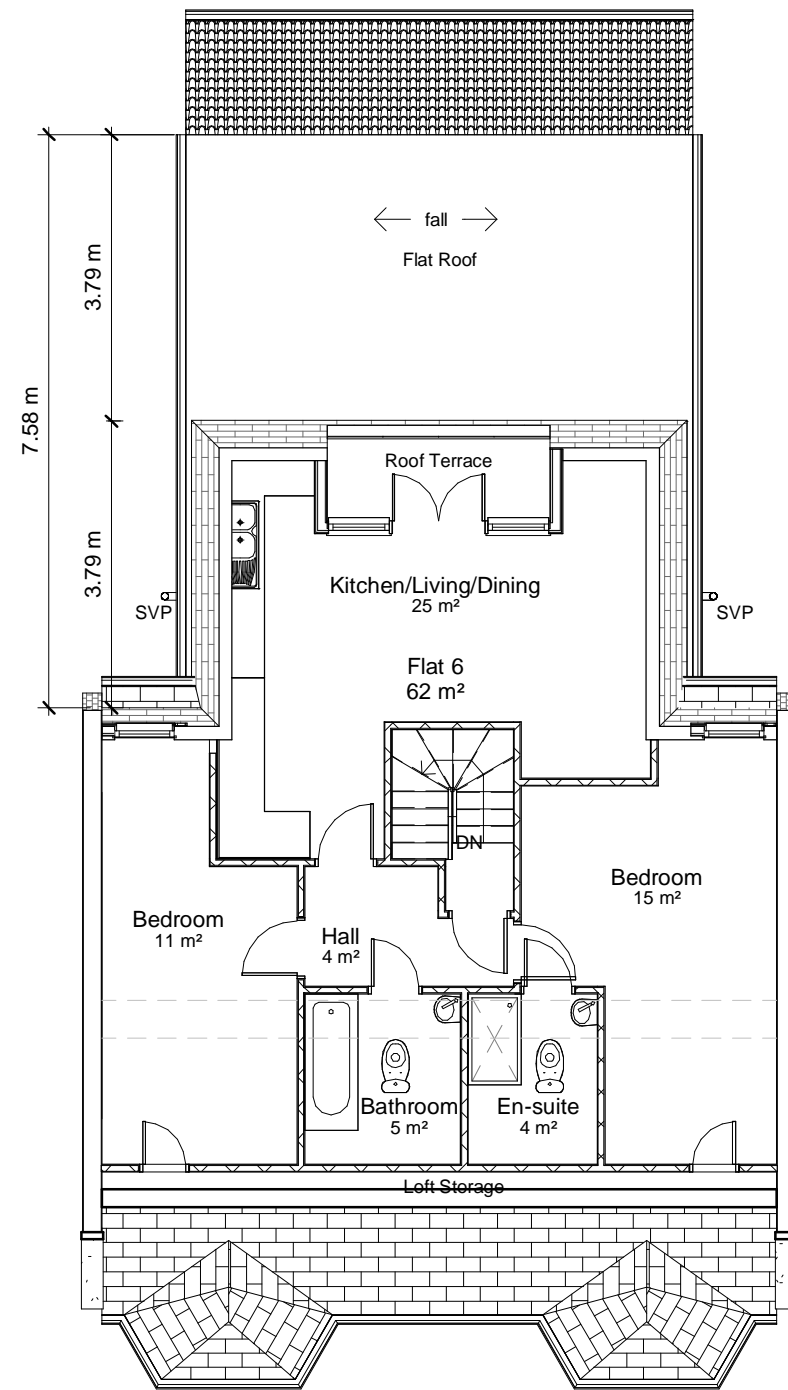 fall
Flat Roof
3.79 m
7.58 m
Roof Terrace
3.79 m
Kitchen/Living/Dining
25 m²
SVP
SVP
Flat 6
62 m²
DN
Bedroom
15 m²
Bedroom
11 m²
Hall
4 m²
Bathroom
5 m²
En-suite
4 m²
Loft Storage